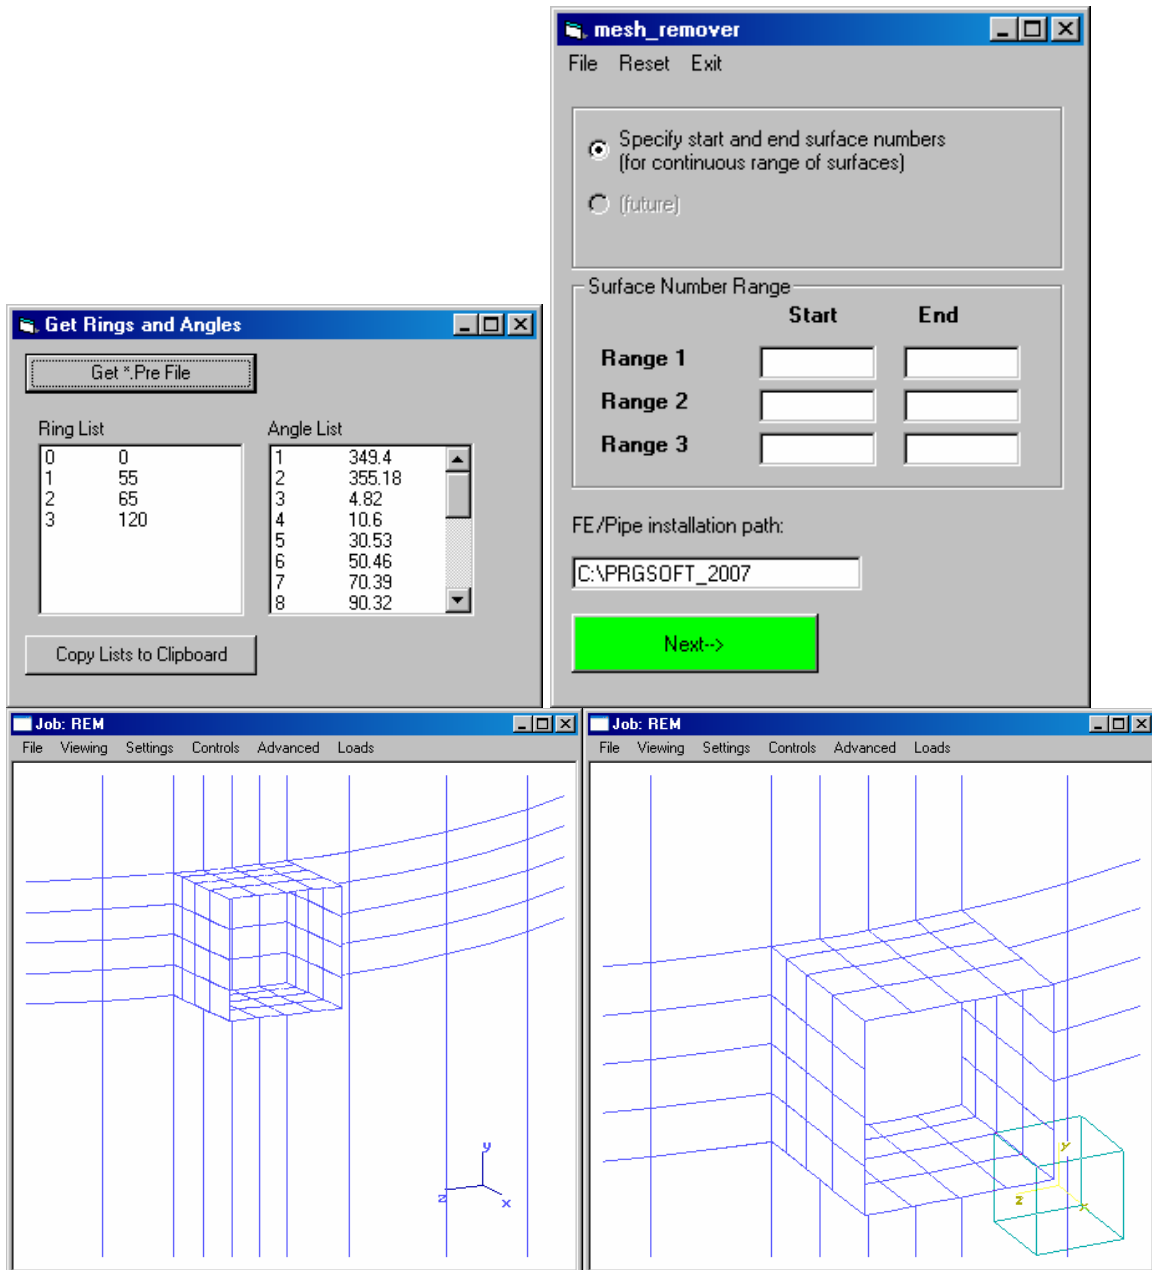 mesh_remover
File Reset Exit
Specify start and end surface numbers
(for continuous range of surfaces)
(future)
Surface Number Range
Start End
Range 1
Range 2
Range 3
FE/Pipe installation path:
C:\PRGSOFT_2007
Next-->
Get Rings and Angles
Get *.Pre File
Ring List
0 0
1 55
2 65
3 120
Angle List
1 349.4
2 355.18
3 4.82
4 10.6
5 30.53
6 50.46
7 70.39
8 90.32
Copy Lists to Clipboard
Job: REM
File Viewing Settings Controls Advanced Loads
y
z
x
Job: REM
File Viewing Settings Controls Advanced Loads
y
z
x